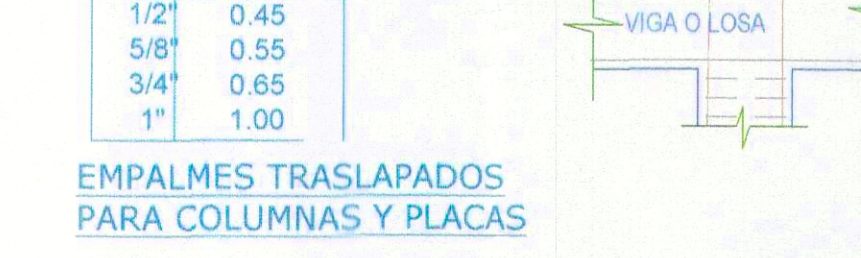 1/2" 0.45
5/8" 0.55
3/4" 0.65
1" 1.00
VIGA O LOSA
EMPALMES TRASLAPADOS
PARA COLUMNAS Y PLACAS